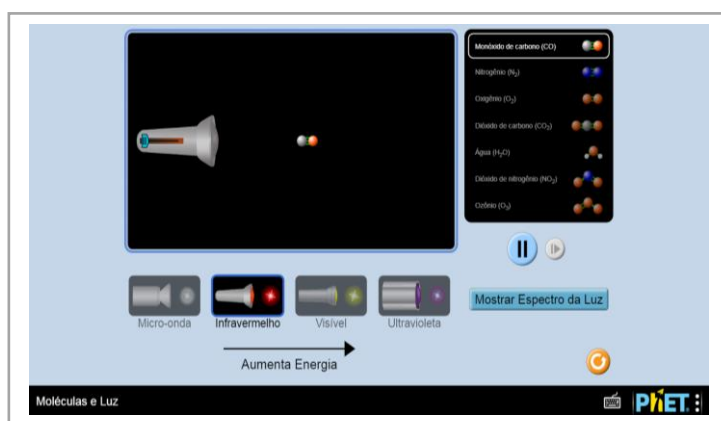 Monóxido de carbono (CO)
Nitrogênio (N₂)
Oxigênio (O₂)
Dióxido de carbono (CO₂)
Água (H₂O)
Dióxido de nitrogênio (NO₂)
Ozônio (O₃)
Micro-onda
Infravermelho
Visível
Ultravioleta
Mostrar Espectro da Luz
Aumenta Energia
Moléculas e Luz
PhET